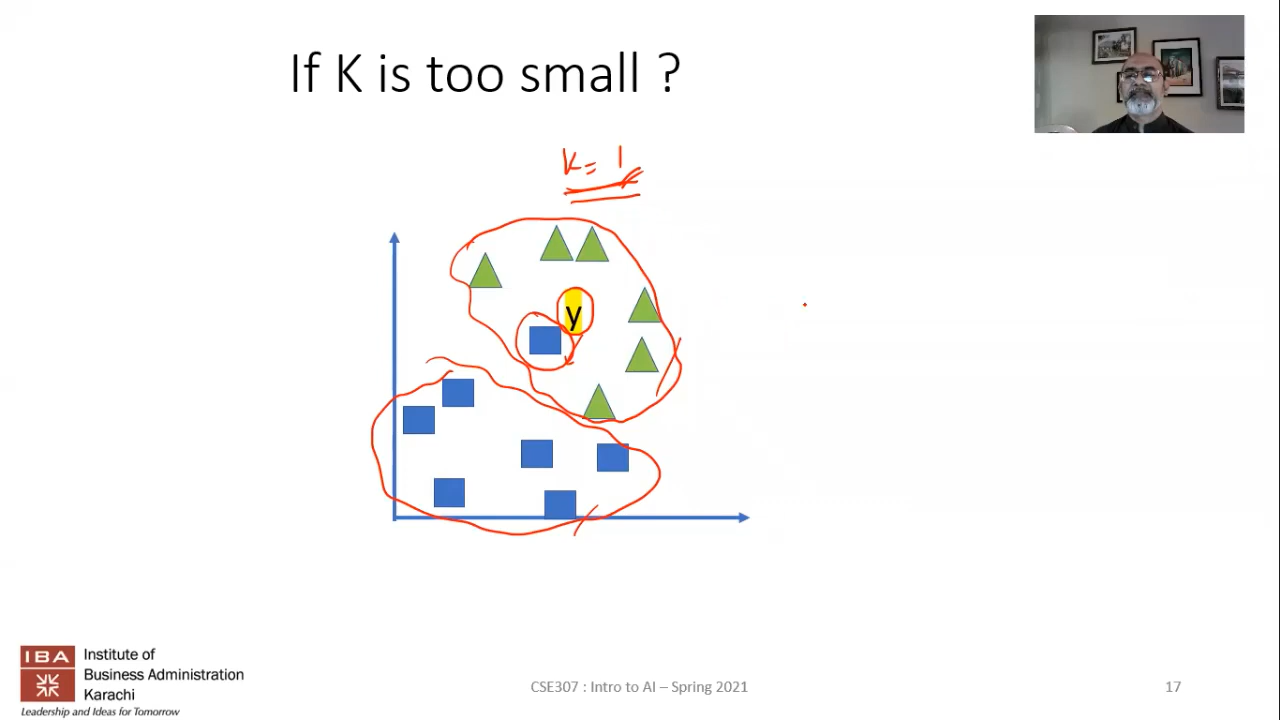 If K is too small ?
K = 1
y
IBA
Institute of
Business Administration
Karachi
Leadership and Ideas for Tomorrow
CSE307 : Intro to AI – Spring 2021
17